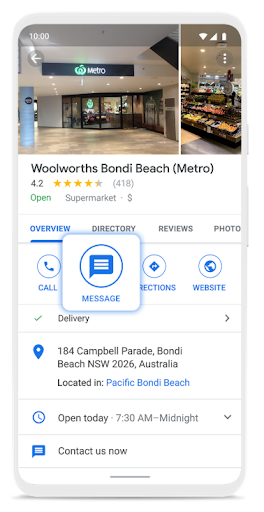 10:00
Metro
Woolworths Bondi Beach (Metro)
4.2 (418)
Open Supermarket · $
OVERVIEW DIRECTORY REVIEWS PHOTO
CALL MESSAGE RECTIONS WEBSITE
Delivery
184 Campbell Parade, Bondi
Beach NSW 2026, Australia
Located in: Pacific Bondi Beach
Open today · 7:30 AM–Midnight
Contact us now